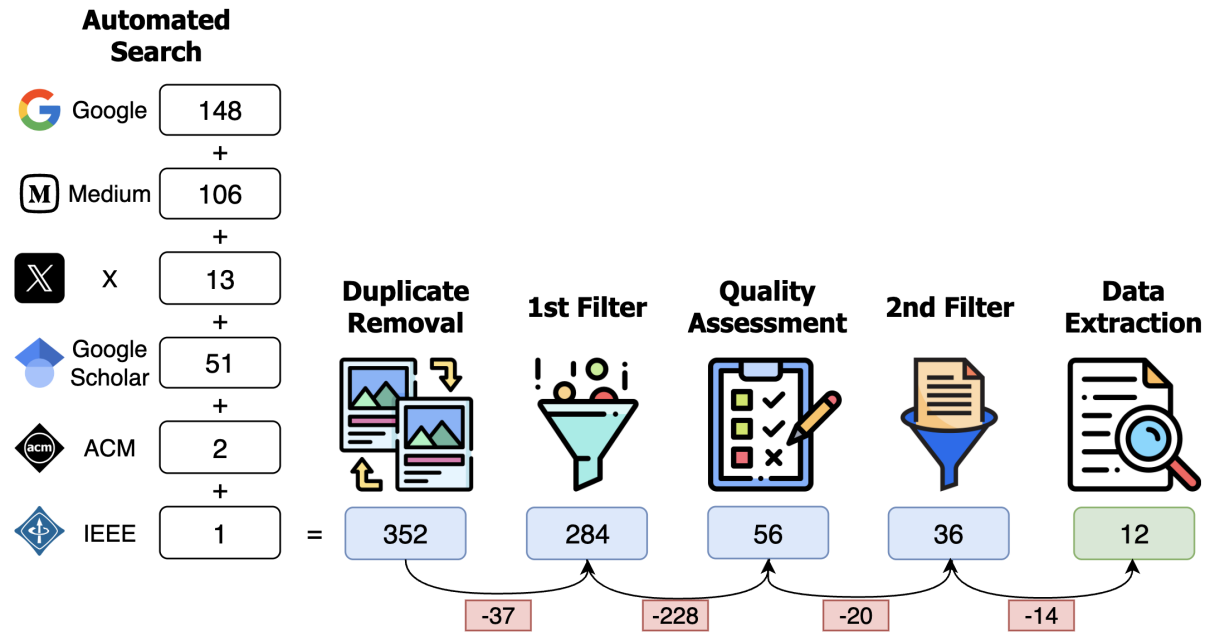 Automated
Search
Google
148
+
M
Medium
106
+
X
X
13
+
Google
Scholar
51
+
acm
ACM
2
+
IEEE
1
=
Duplicate
Removal
352
1st Filter
284
Quality
Assessment
56
2nd Filter
36
Data
Extraction
12
-37
-228
-20
-14